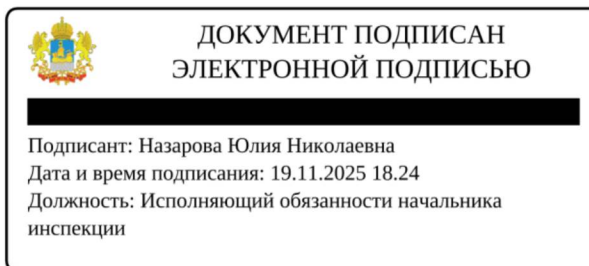 ДОКУМЕНТ ПОДПИСАН
ЭЛЕКТРОННОЙ ПОДПИСЬЮ
Подписант: Назарова Юлия Николаевна
Дата и время подписания: 19.11.2025 18.24
Должность: Исполняющий обязанности начальника
инспекции